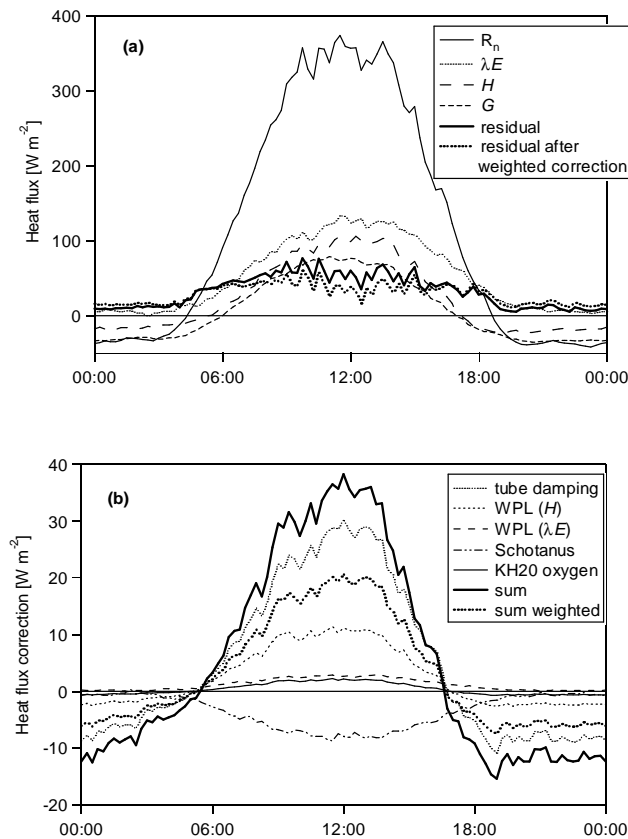 400
300
200
100
0
Heat flux [W m-2]
(a)
Rn
λE
H
G
residual
residual after
weighted correction
00:00 06:00 12:00 18:00 00:00
40
30
20
10
0
-10
-20
Heat flux correction [W m-2]
(b)
tube damping
WPL (H)
WPL (λE)
Schotanus
KH20 oxygen
sum
sum weighted
00:00 06:00 12:00 18:00 00:00